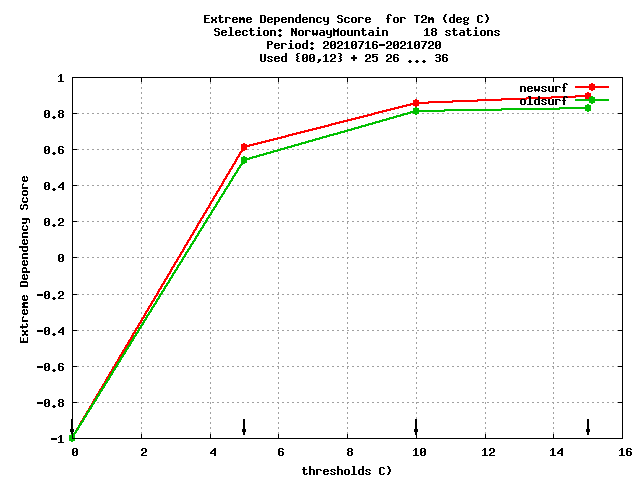 Extreme Dependency Score  for T2m (deg C)
Selection: NorwayMountain     18 stations
Period: 20210716-20210720
Used {00,12} + 25 26 ... 36
newsurf
oldsurf
Extreme Dependency Score
1
0.8
0.6
0.4
0.2
0
-0.2
-0.4
-0.6
-0.8
-1
0 2 4 6 8 10 12 14 16
thresholds C)